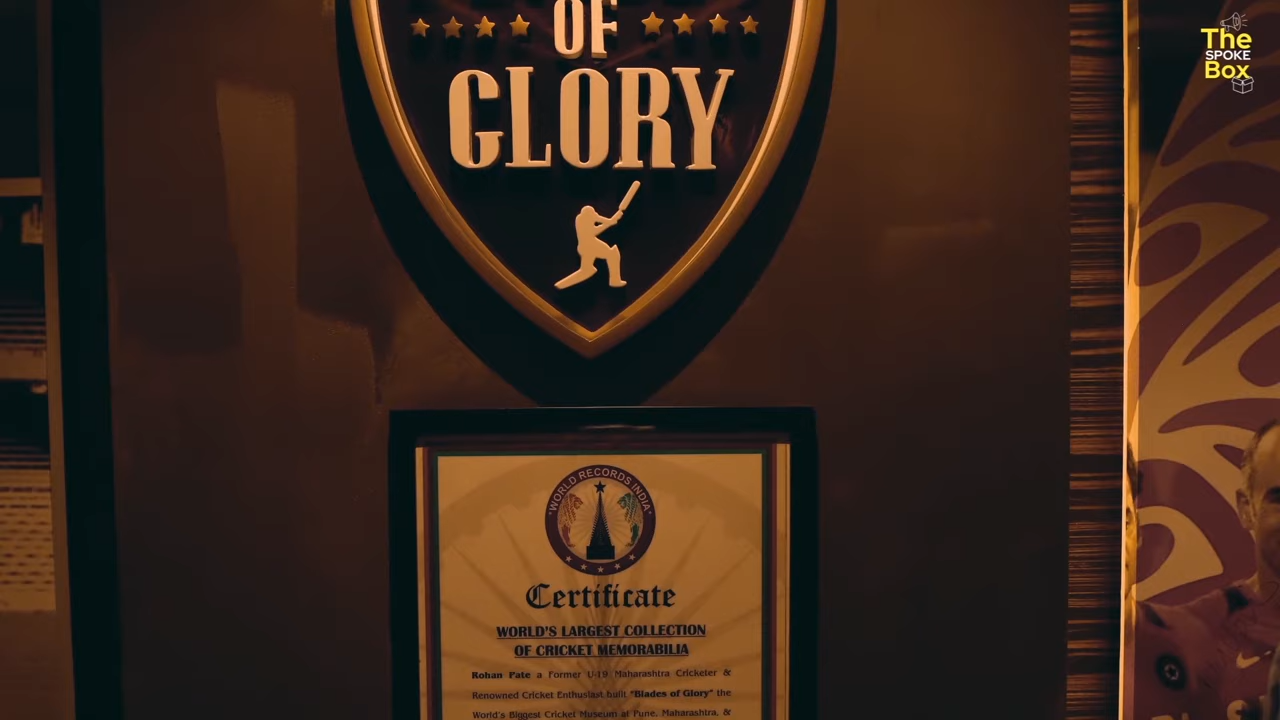 OF
GLORY
The
SPOKE
Box
WORLD RECORDS INDIA
Certificate
WORLD'S LARGEST COLLECTION
OF CRICKET MEMORABILIA
Rohan Pate a Former U-19 Maharashtra Cricketer &
Renowned Cricket Enthusiast built "Blades of Glory" the
World's Biggest Cricket Museum at Pune, Maharashtra, &